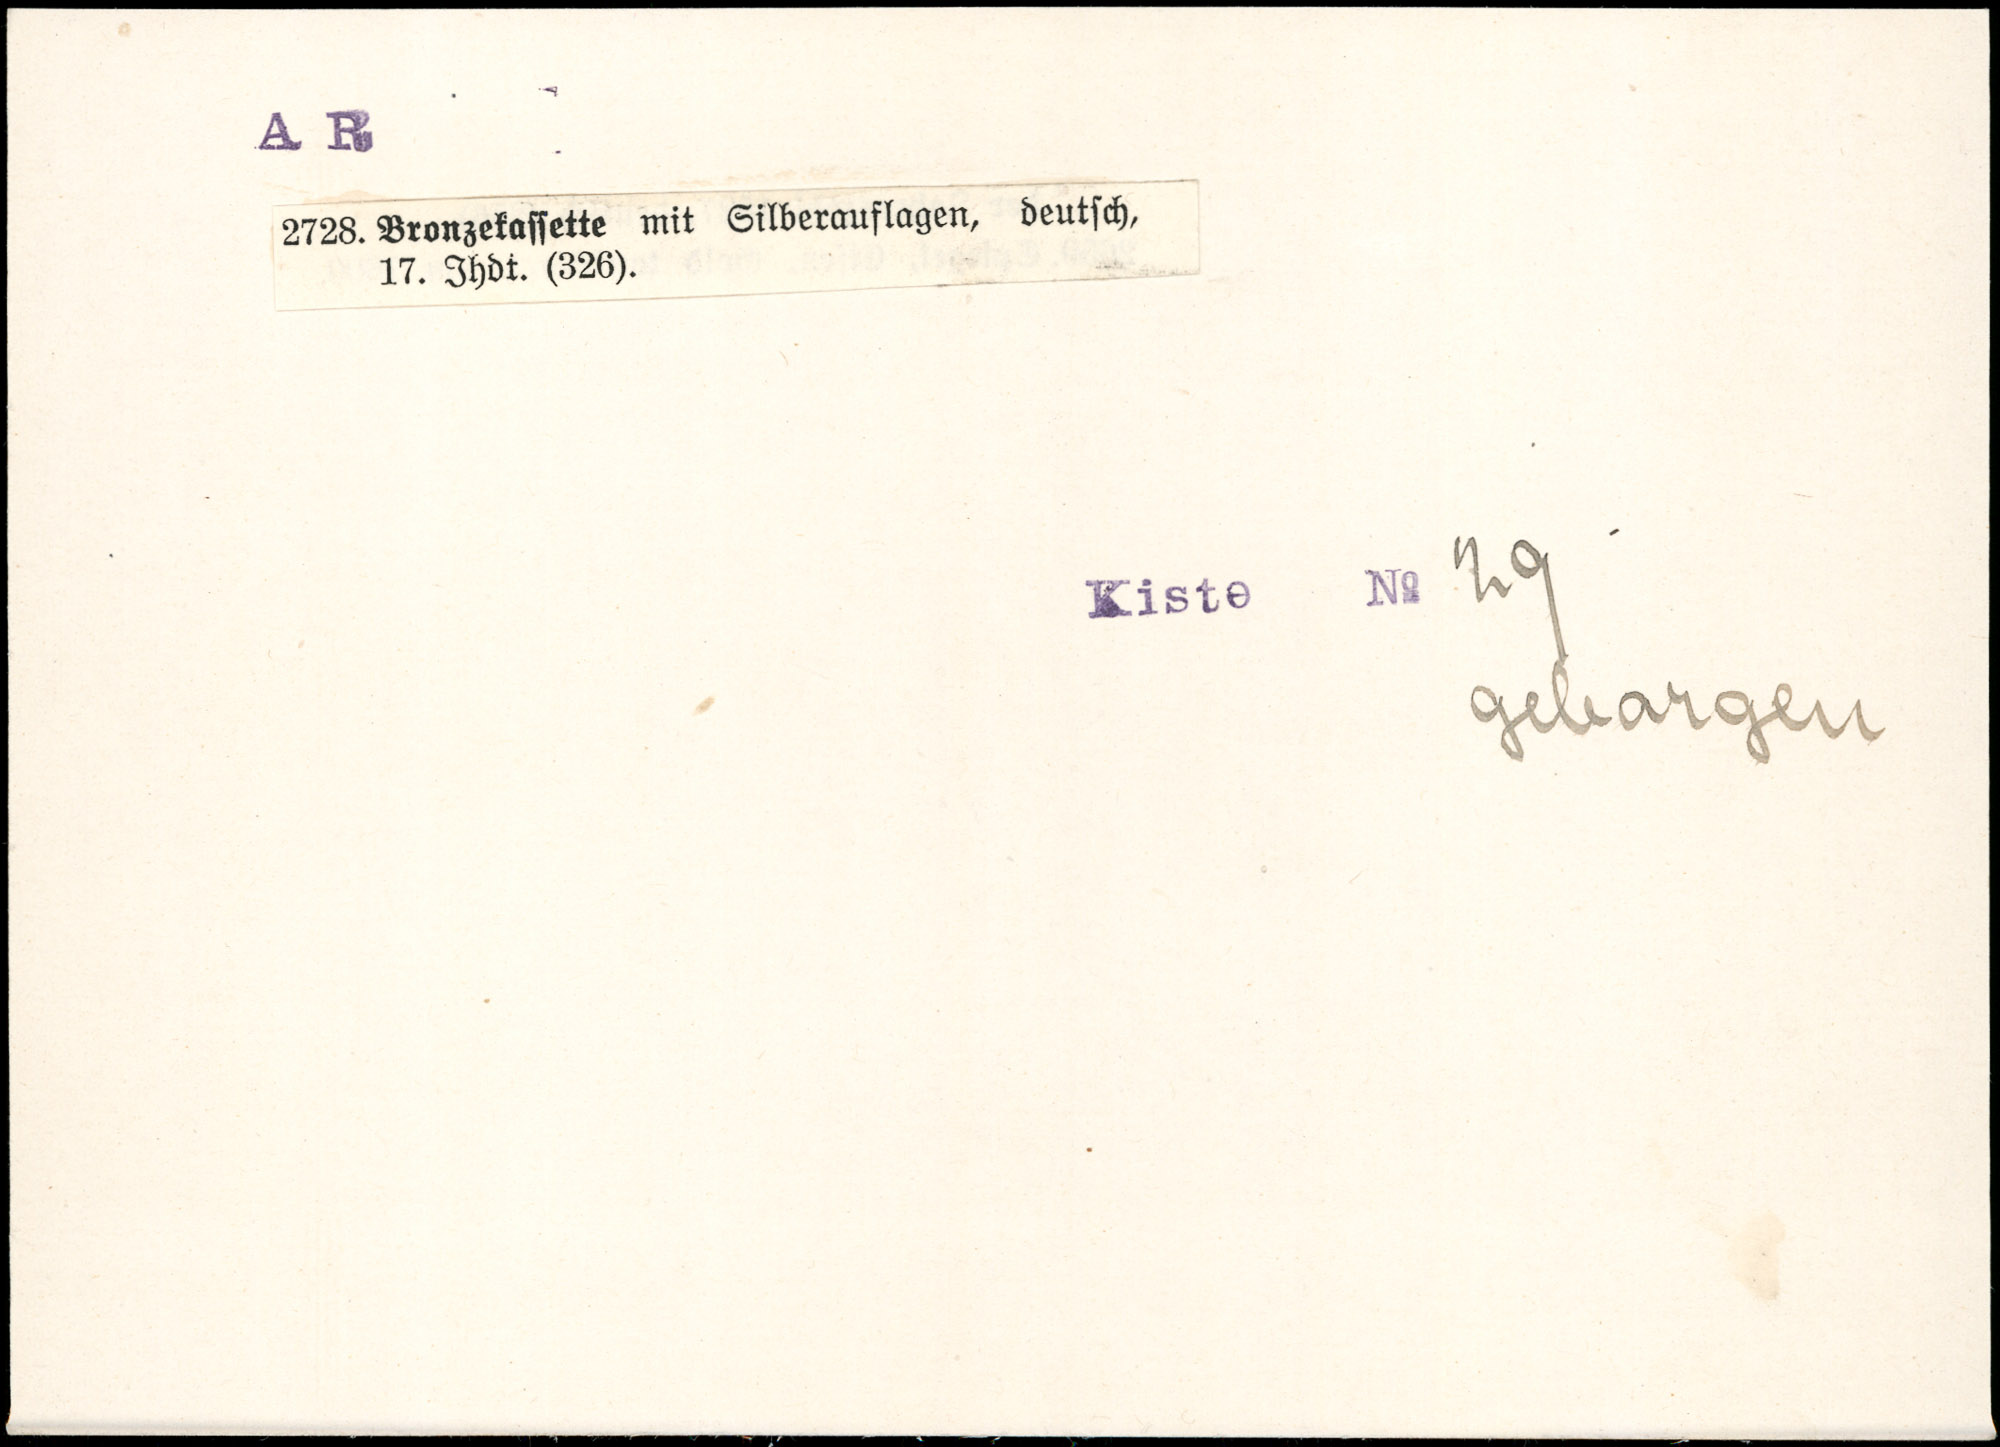 A R
2728. Bronzekassette mit Silberauflagen, deutsch,
17. Jhdt. (326).
Kiste № 29
geborgen